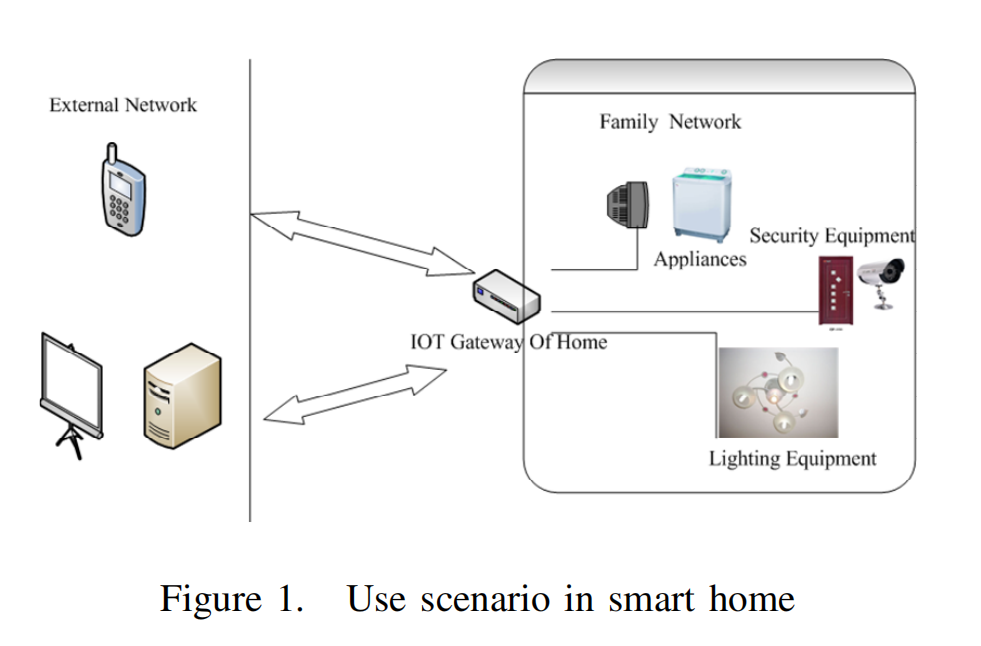 External Network
Family Network
Appliances
Security Equipment
IOT Gateway Of Home
Lighting Equipment
Figure 1. Use scenario in smart home